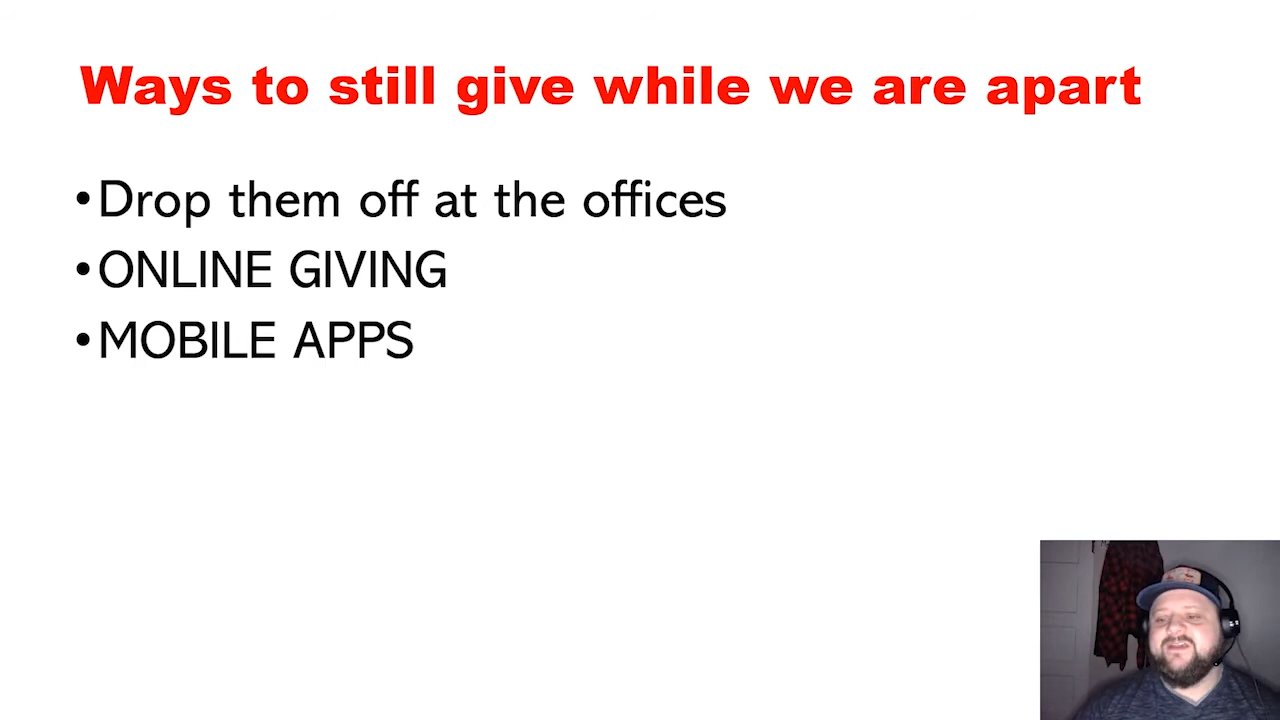 Ways to still give while we are apart
•Drop them off at the offices
•ONLINE GIVING
•MOBILE APPS